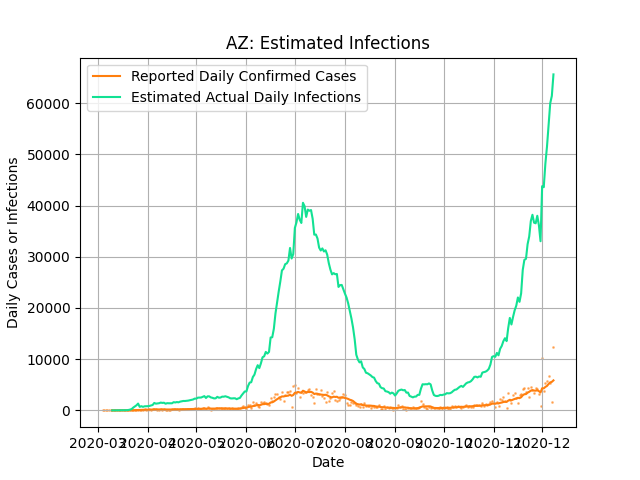 AZ: Estimated Infections
Reported Daily Confirmed Cases
Estimated Actual Daily Infections
Daily Cases or Infections
60000
50000
40000
30000
20000
10000
0
2020-03 2020-04 2020-05 2020-06 2020-07 2020-08 2020-09 2020-10 2020-11 2020-12
Date